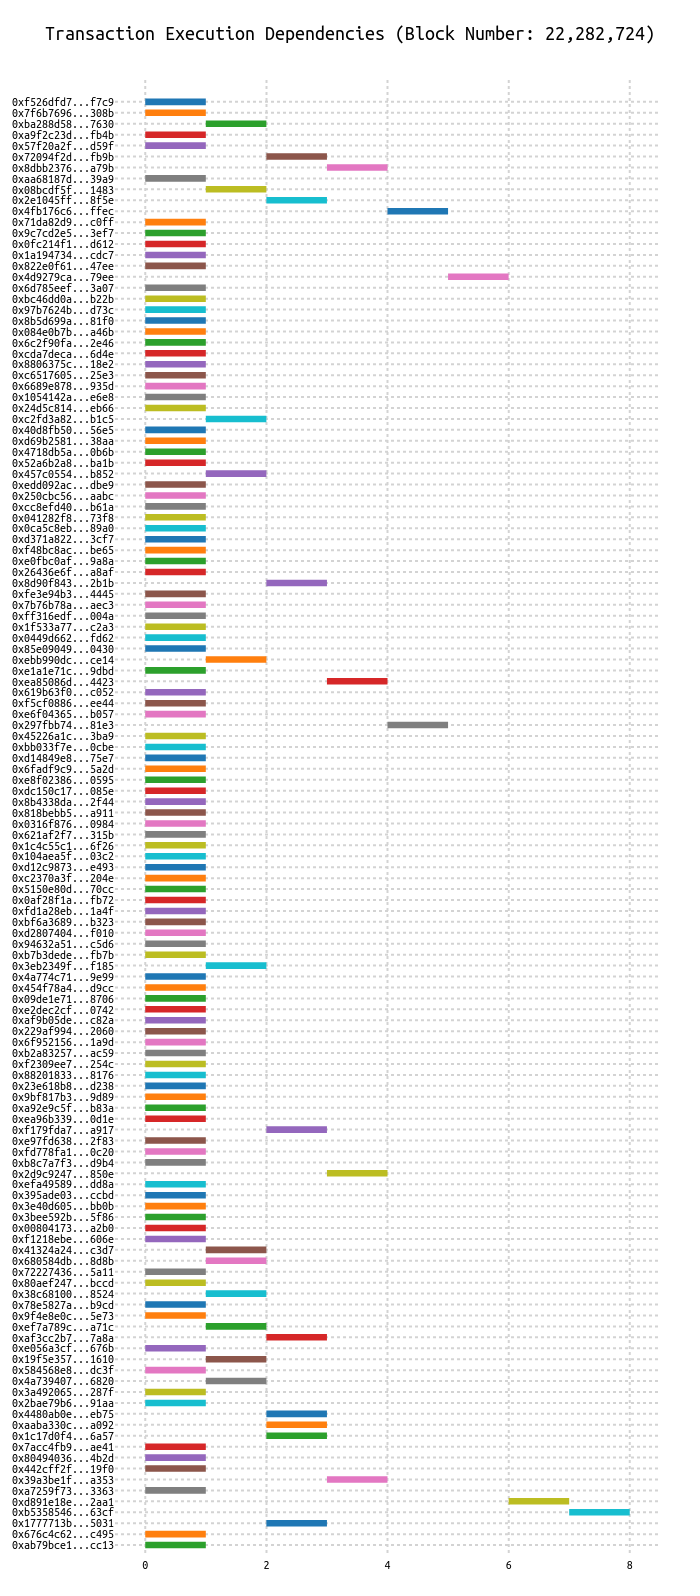 Transaction Execution Dependencies (Block Number: 22,282,724)
0xf526dfd7...f7c9
0x7f6b7696...308b
0xba288d58...7630
0xa9f2c23d...fb4b
0x57f20a2f...d59f
0x72094f2d...fb9b
0x8dbb2376...a79b
0xaa68187d...39a9
0x08bcdf5f...1483
0x2e1045ff...8f5e
0x4fb176c6...ffec
0x71da82d9...c0ff
0x9c7cd2e5...3ef7
0x0fc214f1...d612
0x1a194734...cdc7
0x822e0f61...47ee
0x4d9279ca...79ee
0x6d785eef...3a07
0xbc46dd0a...b22b
0x97b7624b...d73c
0x8b5d699a...81f0
0x084e0b7b...a46b
0x6c2f90fa...2e46
0xcda7deca...6d4e
0x8806375c...18e2
0xc6517605...25e3
0x6689e878...935d
0x1054142a...e6e8
0x24d5c814...eb66
0xc2fd3a82...b1c5
0x40d8fb50...56e5
0xd69b2581...38aa
0x4718db5a...0b6b
0x52a6b2a8...ba1b
0x457c0554...b852
0xedd092ac...dbe9
0x250cbc56...aabc
0xcc8efd40...b61a
0x041282f8...73f8
0x0ca5c8eb...89a0
0xd371a822...3cf7
0xf48bc8ac...be65
0xe0fbc0af...9a8a
0x26436e6f...a8af
0x8d90f843...2b1b
0xfe3e94b3...4445
0x7b76b78a...aec3
0xff316edf...004a
0x1f533a77...c2a3
0x0449d662...fd62
0x85e09049...0430
0xebb990dc...ce14
0xe1a1e71c...9dbd
0xea85086d...4423
0x619b63f0...c052
0xf5cf0886...ee44
0xe6f04365...b057
0x297fbb74...81e3
0x45226a1c...3ba9
0xbb033f7e...0cbe
0xd14849e8...75e7
0x6fadf9c9...5a2d
0xe8f02386...0595
0xdc150c17...085e
0x8b4338da...2f44
0x818bebb5...a911
0x0316f876...0984
0x621af2f7...315b
0x1c4c55c1...6f26
0x104aea5f...03c2
0xd12c9873...e493
0xc2370a3f...204e
0x5150e80d...70cc
0x0af28f1a...fb72
0xfd1a28eb...1a4f
0xbf6a3689...b323
0xd2807404...f010
0x94632a51...c5d6
0xb7b3dede...fb7b
0x3eb2349f...f185
0x4a774c71...9e99
0x454f78a4...d9cc
0x09de1e71...8706
0xe2dec2cf...0742
0xaf9b05de...c82a
0x229af994...2060
0x6f952156...1a9d
0xb2a83257...ac59
0xf2309ee7...254c
0x88201833...8176
0x23e618b8...d238
0x9bf817b3...9d89
0xa92e9c5f...b83a
0xea96b339...0d1e
0xf179fda7...a917
0xe97fd638...2f83
0xfd778fa1...0c20
0xb8c7a7f3...d9b4
0x2d9c9247...850e
0xefa49589...dd8a
0x395ade03...ccbd
0x3e40d605...bb0b
0x3bee592b...5f86
0x00804173...a2b0
0xf1218ebe...606e
0x41324a24...c3d7
0x680584db...8d8b
0x72227436...5a11
0x80aef247...bccd
0x38c68100...8524
0x78e5827a...b9cd
0x9f4e8e0c...5e73
0xef7a789c...a71c
0xaf3cc2b7...7a8a
0xe056a3cf...676b
0x19f5e357...1610
0x584568e8...dc3f
0x4a739407...6820
0x3a492065...287f
0x2bae79b6...91aa
0x4480ab0e...eb75
0xaaba330c...a092
0x1c17d0f4...6a57
0x7acc4fb9...ae41
0x80494036...4b2d
0x442cff2f...19f0
0x39a3be1f...a353
0xa7259f73...3363
0xd891e18e...2aa1
0xb5358546...63cf
0x1777713b...5031
0x676c4c62...c495
0xab79bce1...cc13
0 2 4 6 8